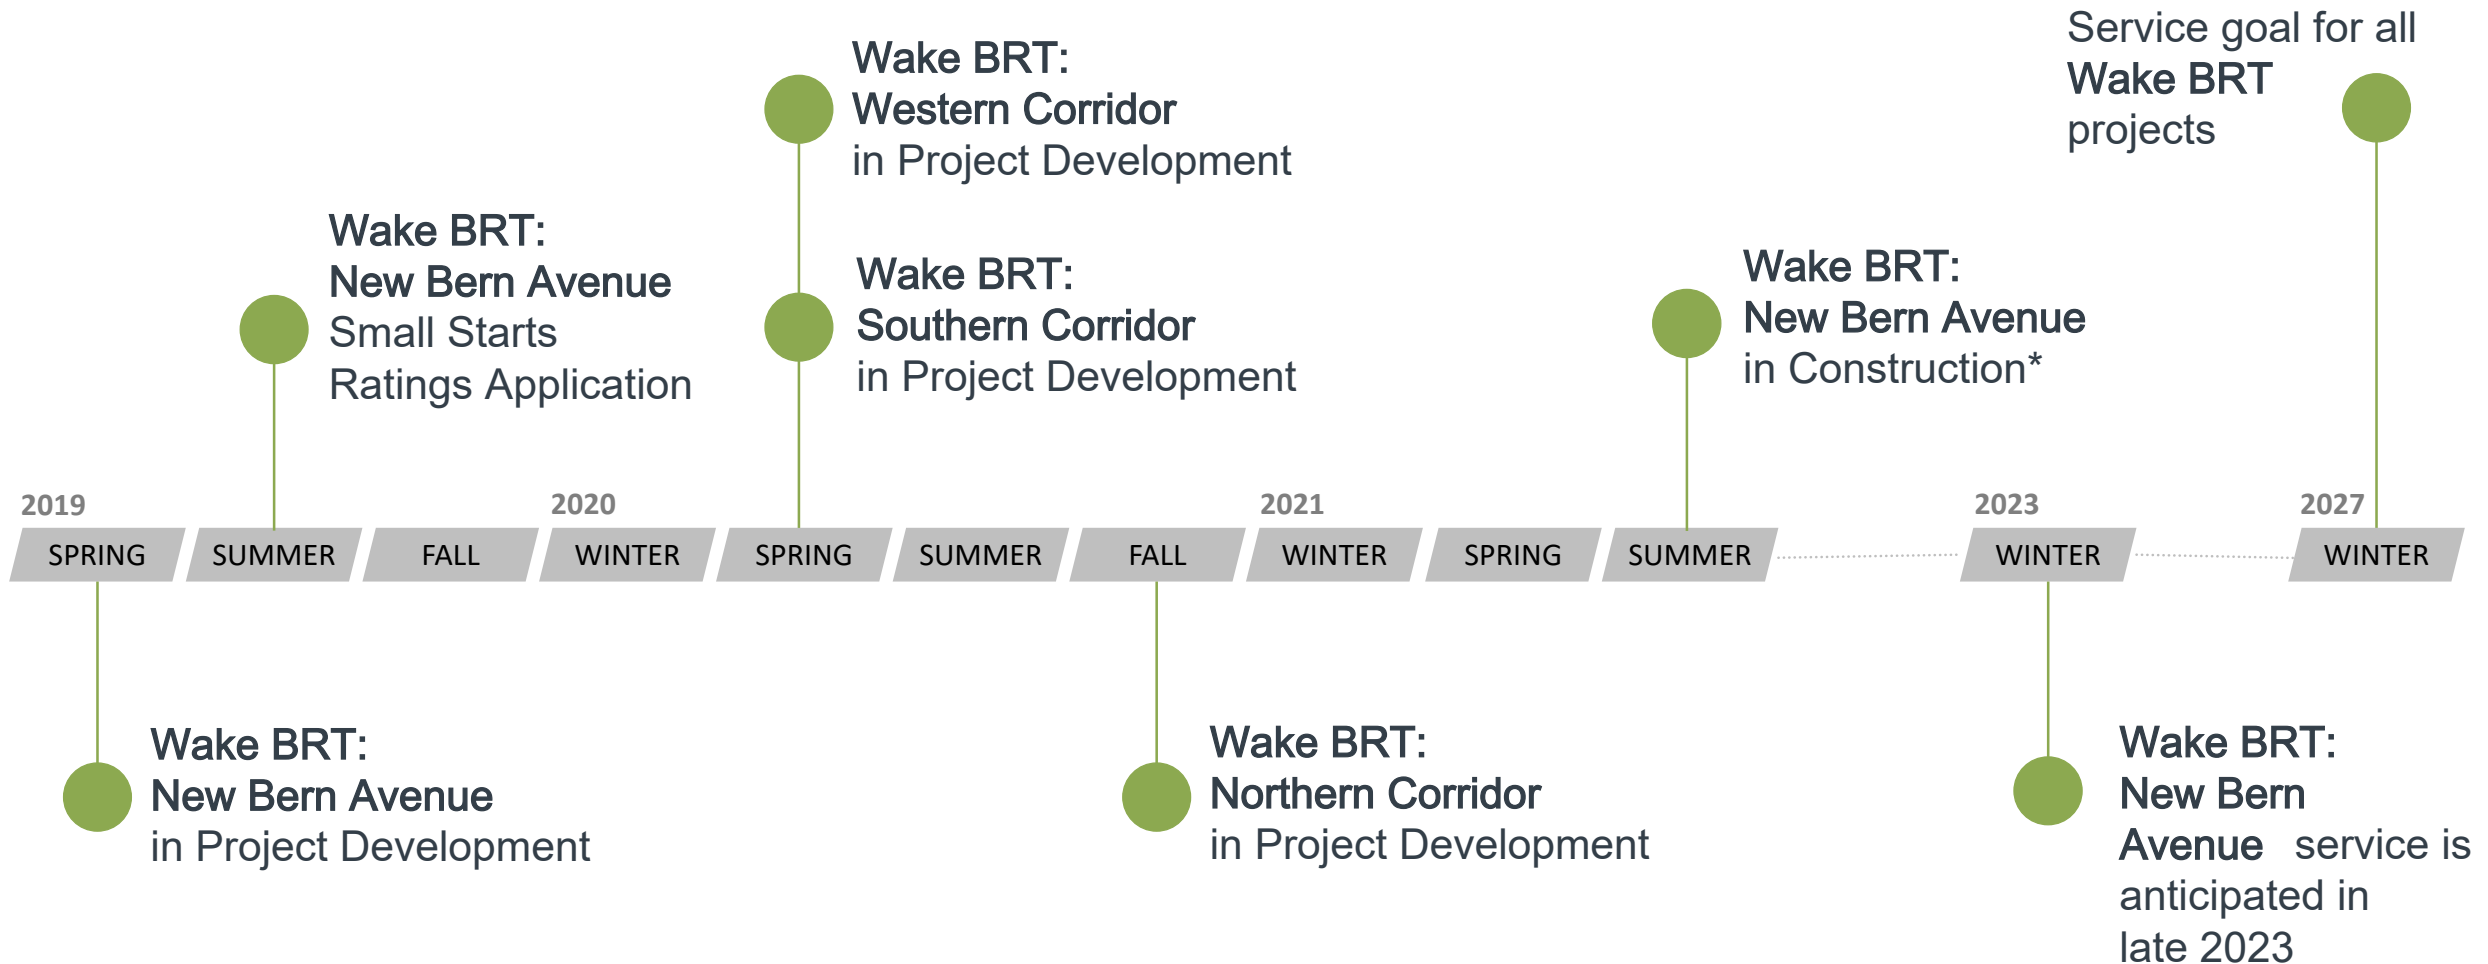 Service goal for all
Wake BRT
projects
Wake BRT:
Western Corridor
in Project Development
Wake BRT:
New Bern Avenue
Small Starts
Ratings Application
Wake BRT:
Southern Corridor
in Project Development
Wake BRT:
New Bern Avenue
in Construction*
2019 2020 2021 2023 2027
SPRING SUMMER FALL WINTER SPRING SUMMER FALL WINTER SPRING SUMMER WINTER WINTER
Wake BRT:
New Bern Avenue
in Project Development
Wake BRT:
Northern Corridor
in Project Development
Wake BRT:
New Bern
Avenue service is
anticipated in
late 2023